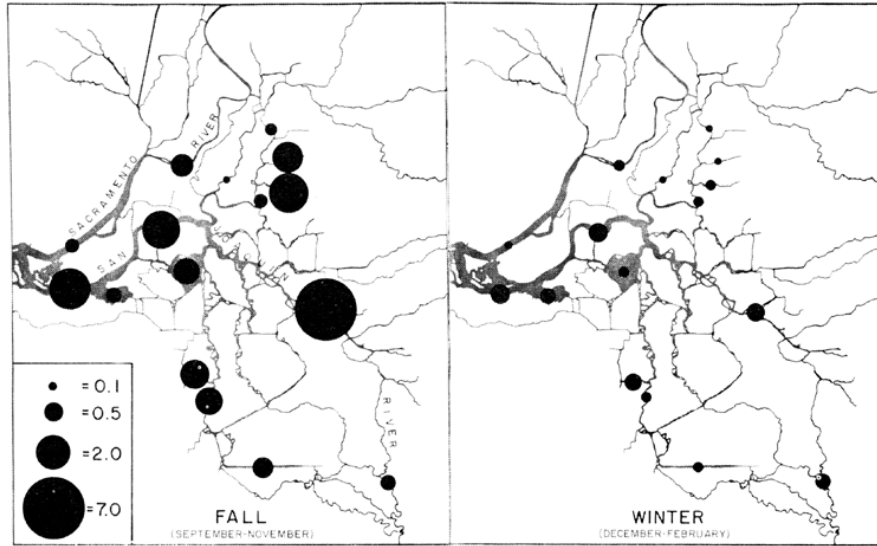 SACRAMENTO
RIVER
SAN
RIVER
= 0.1
= 0.5
= 2.0
= 7.0
FALL
(SEPTEMBER-NOVEMBER)
WINTER
(DECEMBER-FEBRUARY)